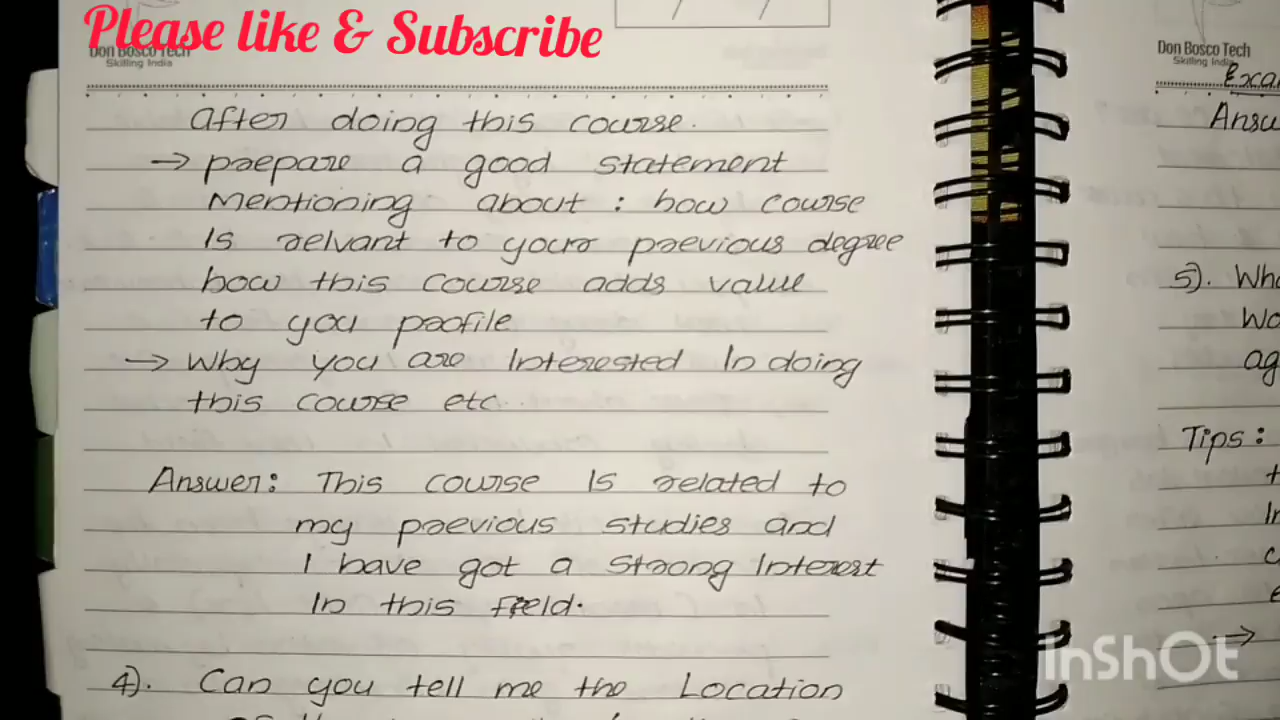 Please like & Subscribe
Don Bosco Tech
Skilling India
after doing this course.
→ prepare a good statement
Mentioning about : how course
Is relvant to your previous degree
how this course adds value
to you profile
→ Why you are Interested In doing
this course etc.
Answer: This course Is related to
my previous studies and
I have got a Strong Interest
In this field.
4). Can you tell me the Location
Don Bosco Tech
Skilling India
5).
Tips:
→
InShOt